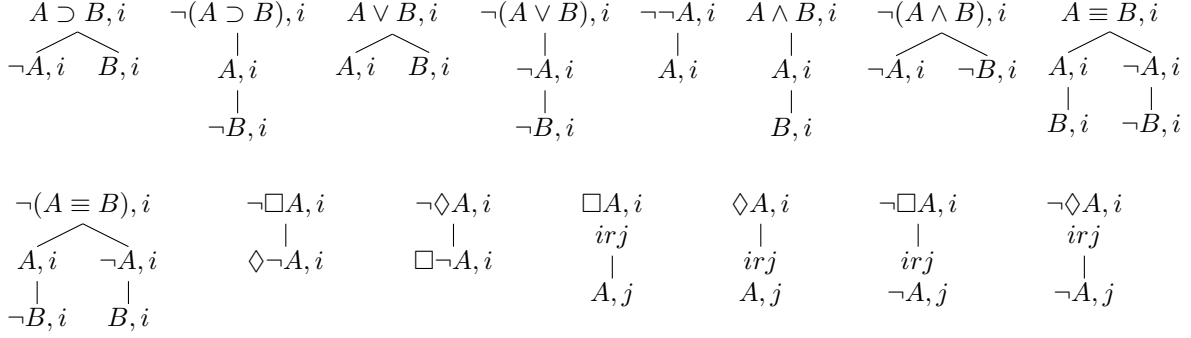 A ⊃ B, i ¬(A ⊃ B), i A ∨ B, i ¬(A ∨ B), i ¬¬A, i A ∧ B, i ¬(A ∧ B), i A ≡ B, i
¬A, i B, i A, i A, i B, i ¬A, i A, i A, i ¬A, i ¬B, i A, i ¬A, i
¬B, i ¬B, i B, i B, i ¬B, i
¬(A ≡ B), i ¬□A, i ¬◊A, i □A, i ◊A, i ¬□A, i ¬◊A, i
irj irj
A, i ¬A, i ◊¬A, i □¬A, i irj irj
A, j A, j ¬A, j ¬A, j
¬B, i B, i